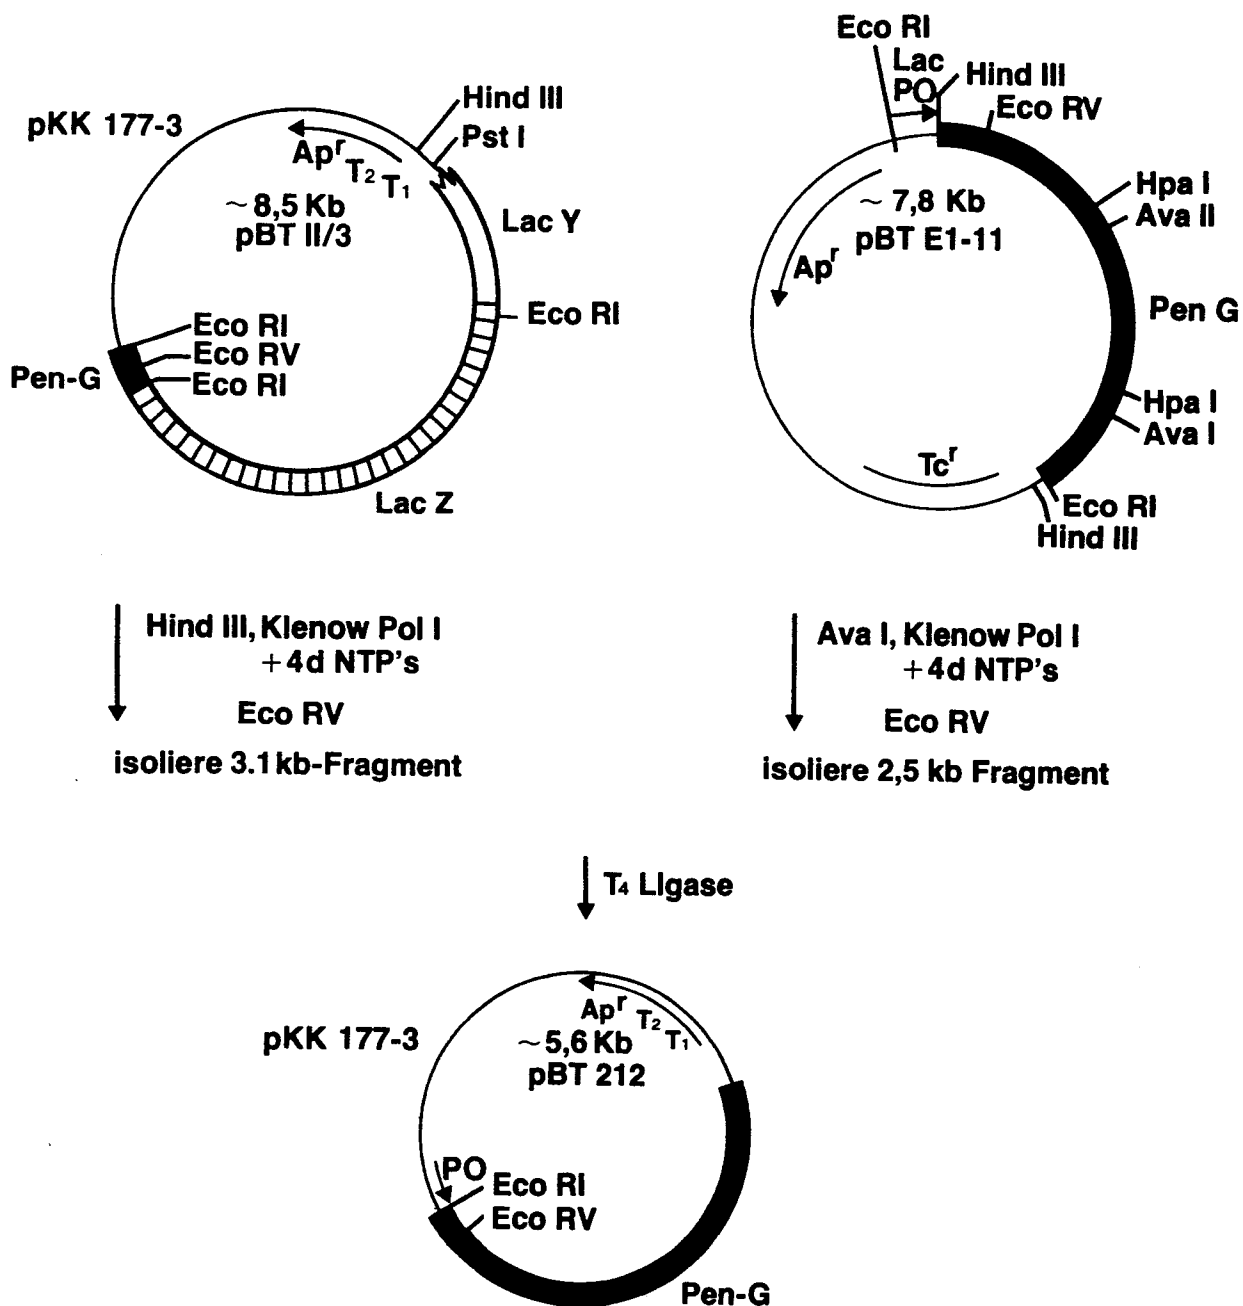 pKK 177-3
Hind III
Pst I
Apʳ T₂ T₁
~8,5 Kb
pBT II/3
Lac Y
Eco RI
Eco RI
Eco RV
Eco RI
Pen-G
Lac Z
Eco RI
Lac
PO
Hind III
Eco RV
Hpa I
Ava II
~7,8 Kb
pBT E1-11
Apʳ
Pen G
Hpa I
Ava I
Tcʳ
Eco RI
Hind III
Hind III, Klenow Pol I
+4d NTP's
Eco RV
isoliere 3.1kb-Fragment
Ava I, Klenow Pol I
+4d NTP's
Eco RV
isoliere 2,5 kb Fragment
T₄ LIgase
pKK 177-3
Apʳ T₂ T₁
~5,6 Kb
pBT 212
PO
Eco RI
Eco RV
Pen-G